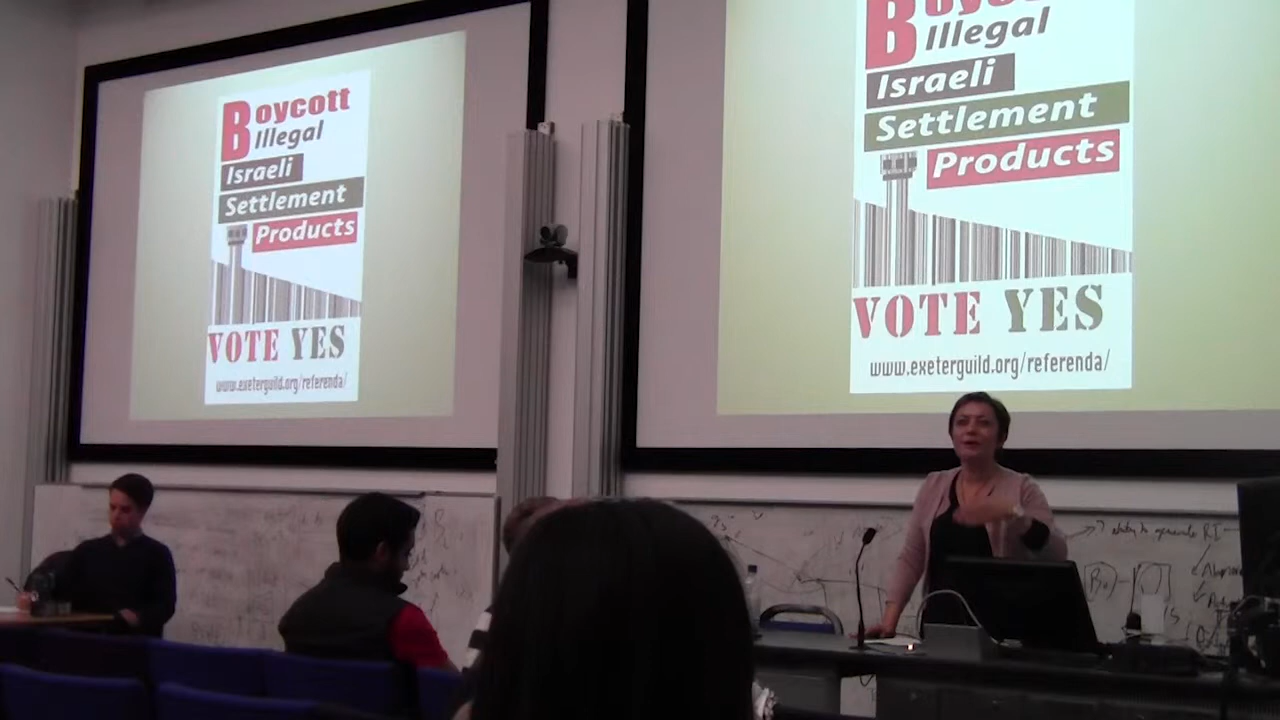 Boycott
Illegal
Israeli
Settlement
Products
VOTE YES
www.exeterguild.org/referenda/
Boycott
Illegal
Israeli
Settlement
Products
VOTE YES
www.exeterguild.org/referenda/